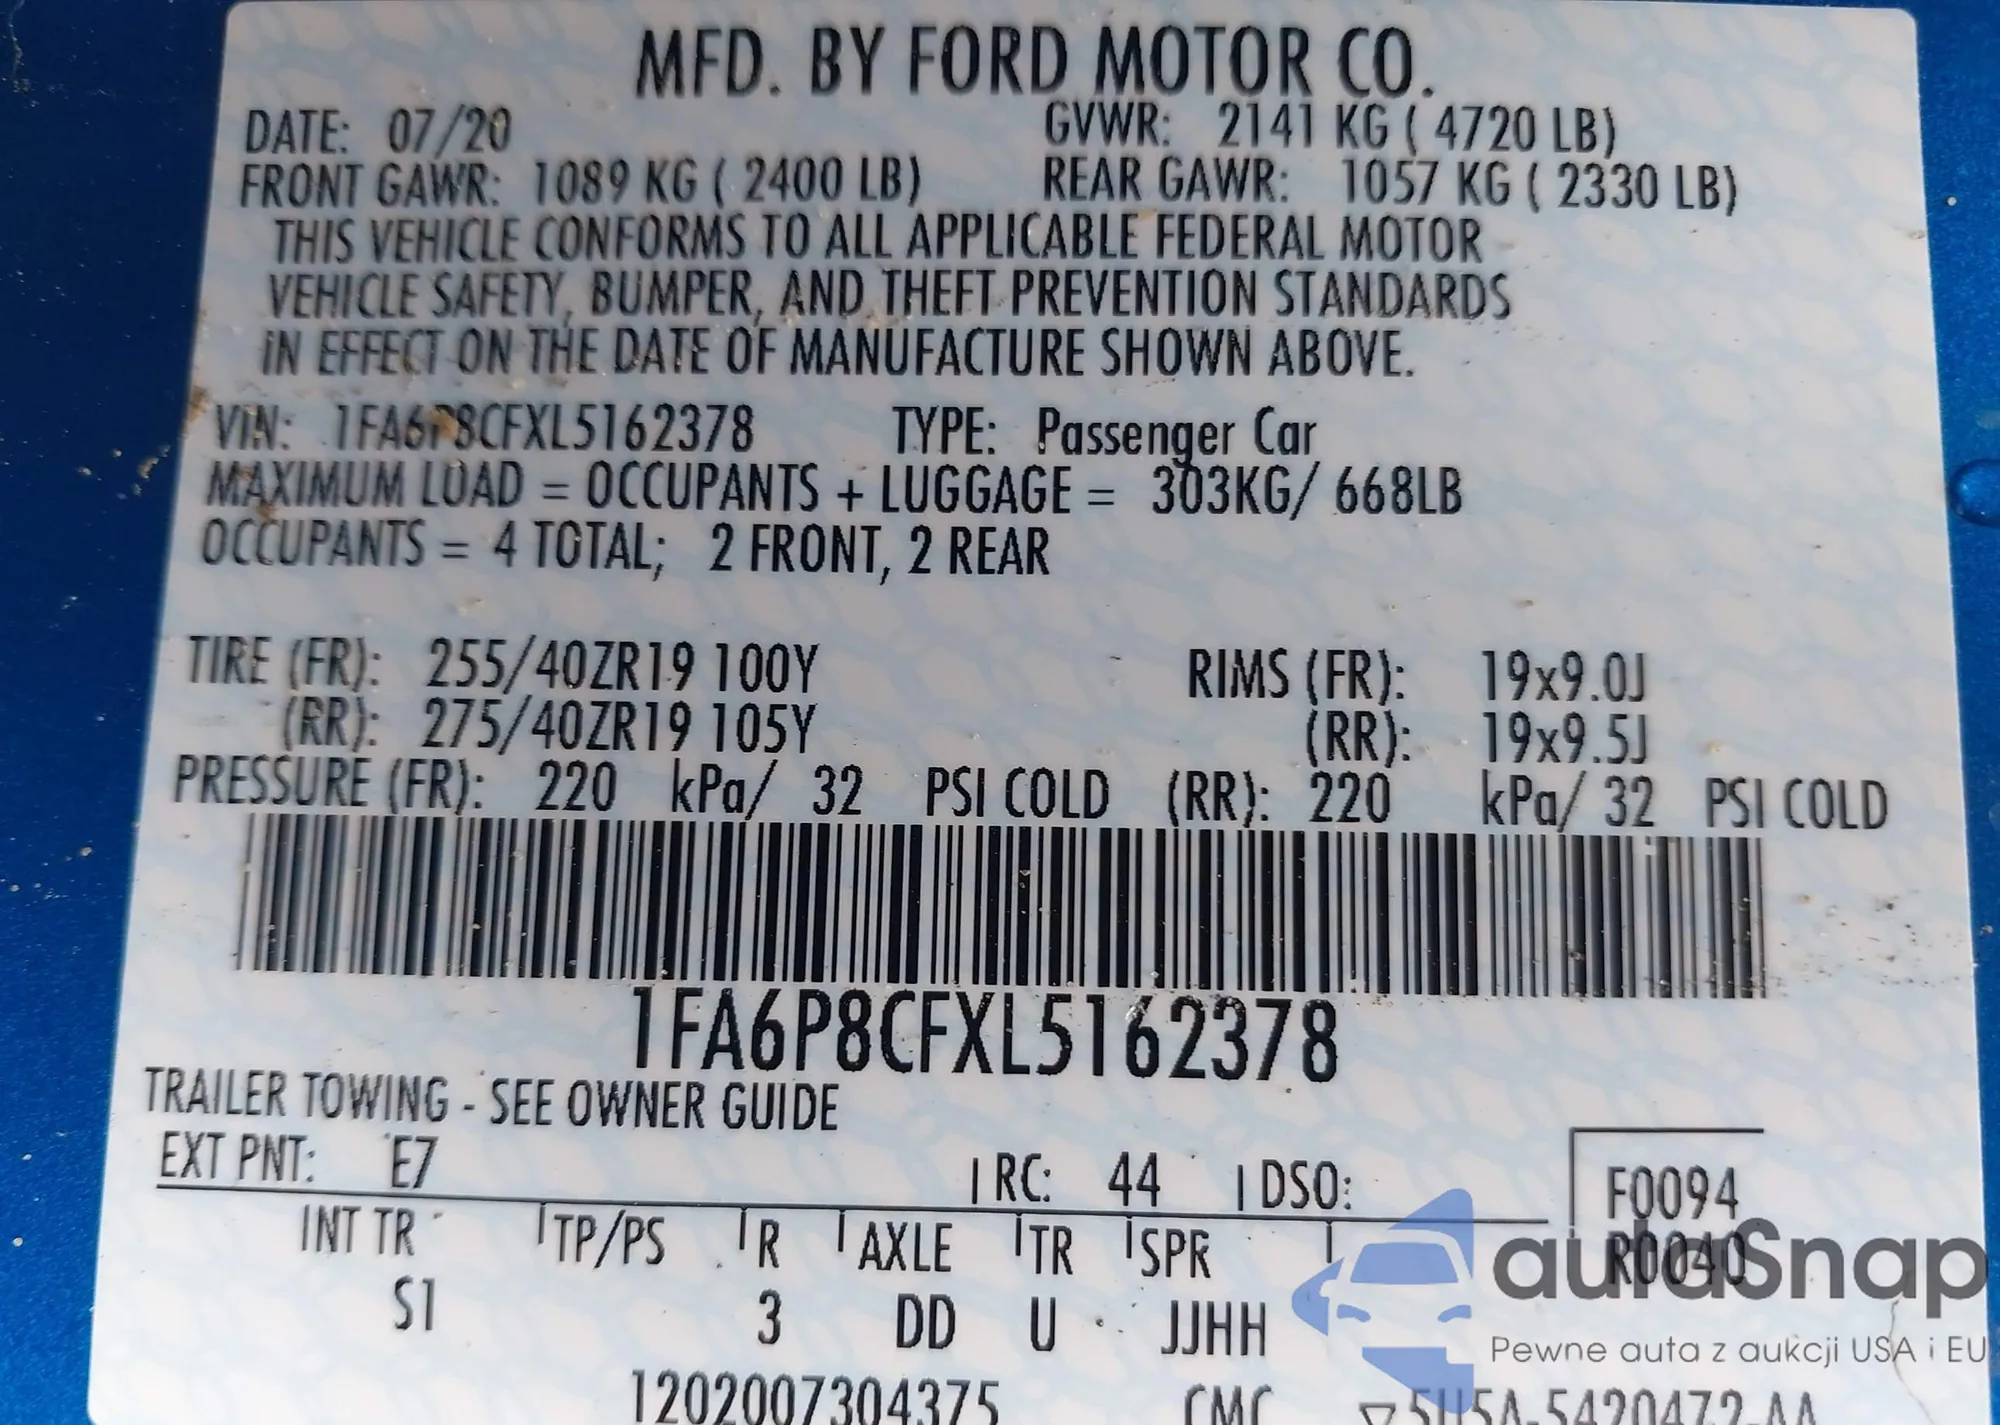 MFD. BY FORD MOTOR CO.
DATE: 07/20 GVWR: 2141 KG ( 4720 LB)
FRONT GAWR: 1089 KG ( 2400 LB) REAR GAWR: 1057 KG ( 2330 LB)
THIS VEHICLE CONFORMS TO ALL APPLICABLE FEDERAL MOTOR
VEHICLE SAFETY, BUMPER, AND THEFT PREVENTION STANDARDS
IN EFFECT ON THE DATE OF MANUFACTURE SHOWN ABOVE.
VIN: 1FA6P8CFXL5162378 TYPE: Passenger Car
MAXIMUM LOAD = OCCUPANTS + LUGGAGE = 303KG/ 668LB
OCCUPANTS = 4 TOTAL; 2 FRONT, 2 REAR
TIRE (FR): 255/40ZR19 100Y RIMS (FR): 19x9.0J
(RR): 275/40ZR19 105Y (RR): 19x9.5J
PRESSURE (FR): 220 kPa/ 32 PSI COLD (RR): 220 kPa/ 32 PSI COLD
1FA6P8CFXL5162378
TRAILER TOWING - SEE OWNER GUIDE
EXT PNT: E7 RC: 44 DSO: F0094
INT TR TP/PS R AXLE TR SPR R0040
S1 3 DD U JJHH
autoSnap
Pewne auta z aukcji USA i EU
1202007304375 CMC 5U5A-5420472-AA